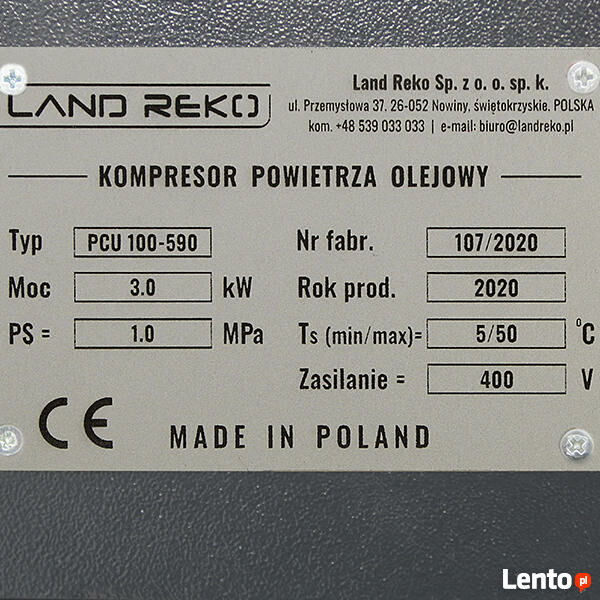 LAND REKO
Land Reko Sp. z o. o. sp. k.
ul. Przemysłowa 37, 26-052 Nowiny, świętokrzyskie, POLSKA
kom. +48 539 033 033 | e-mail: biuro@landreko.pl
KOMPRESOR POWIETRZA OLEJOWY
Typ PCU 100-590 Nr fabr. 107/2020
Moc 3.0 kW Rok prod. 2020
PS = 1.0 MPa Ts (min/max)= 5/50 °C
Zasilanie = 400 V
CE MADE IN POLAND
Lento.pl